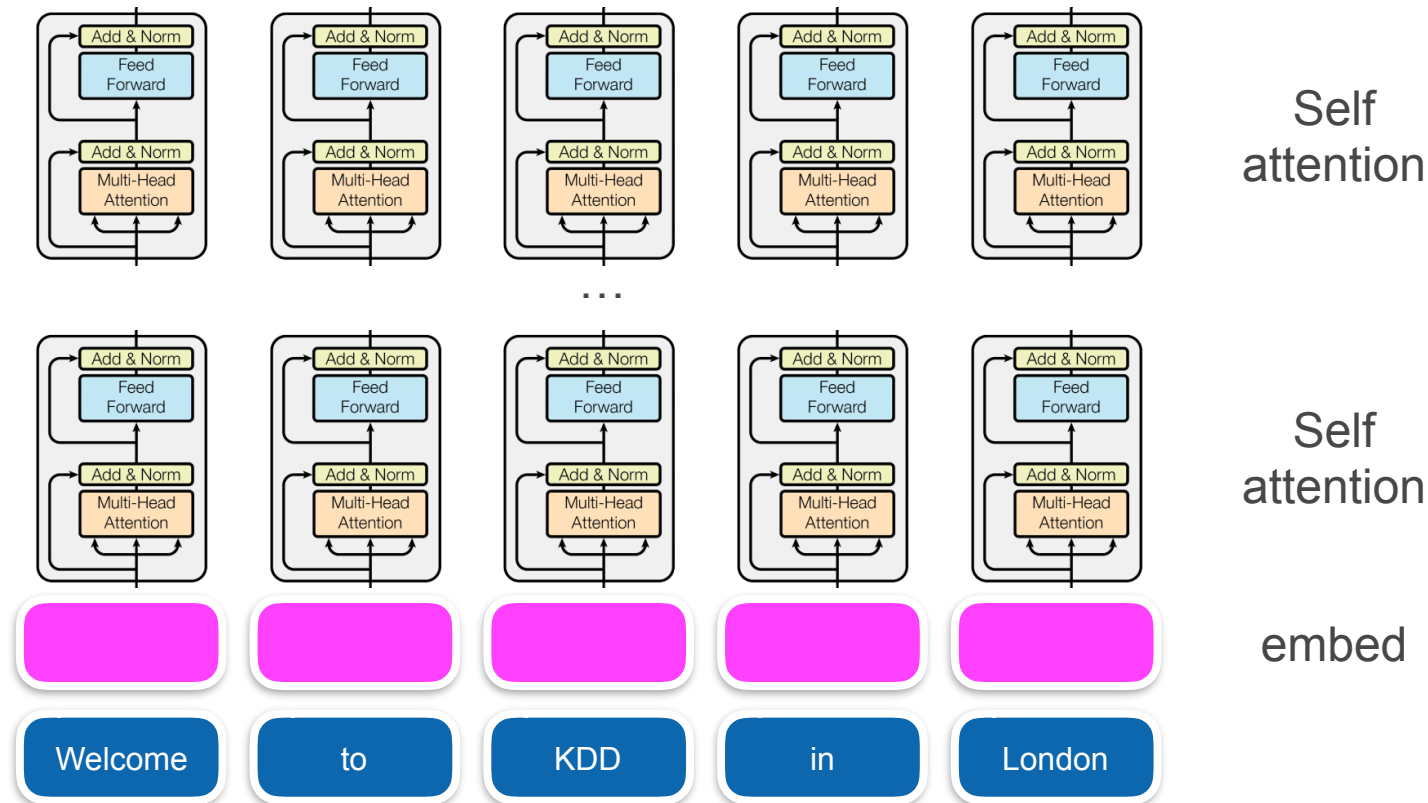 Add & Norm Add & Norm Add & Norm Add & Norm Add & Norm
Feed Feed Feed Feed Feed
Forward Forward Forward Forward Forward
Self
attention
Add & Norm Add & Norm Add & Norm Add & Norm Add & Norm
Multi-Head Multi-Head Multi-Head Multi-Head Multi-Head
Attention Attention Attention Attention Attention
...
Add & Norm Add & Norm Add & Norm Add & Norm Add & Norm
Feed Feed Feed Feed Feed
Forward Forward Forward Forward Forward
Self
attention
Add & Norm Add & Norm Add & Norm Add & Norm Add & Norm
Multi-Head Multi-Head Multi-Head Multi-Head Multi-Head
Attention Attention Attention Attention Attention
embed
Welcome to KDD in London